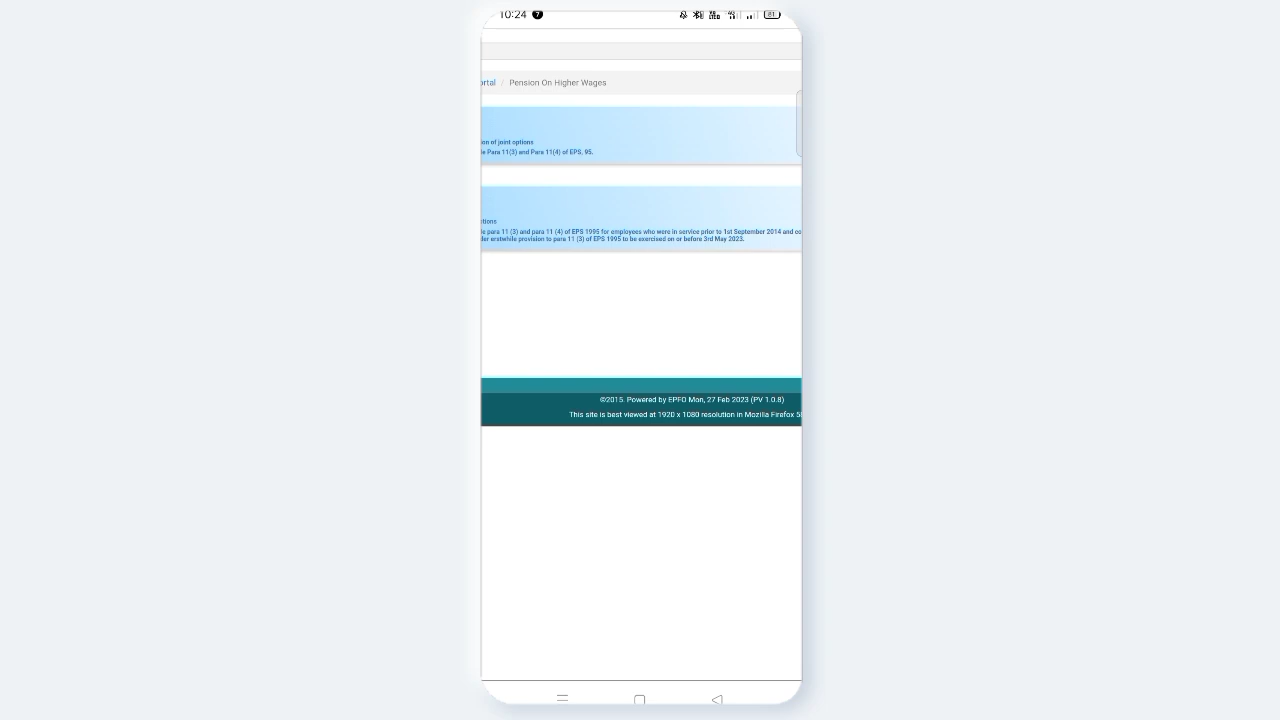 10:24 7 81
ortal / Pension On Higher Wages
ion of joint options
le Para 11(3) and Para 11(4) of EPS, 95.
ctions
le para 11 (3) and para 11 (4) of EPS 1995 for employees who were in service prior to 1st September 2014 and co
der erstwhile provision to para 11 (3) of EPS 1995 to be exercised on or before 3rd May 2023.
©2015. Powered by EPFO Mon, 27 Feb 2023 (PV 1.0.8)
This site is best viewed at 1920 x 1080 resolution in Mozilla Firefox 5